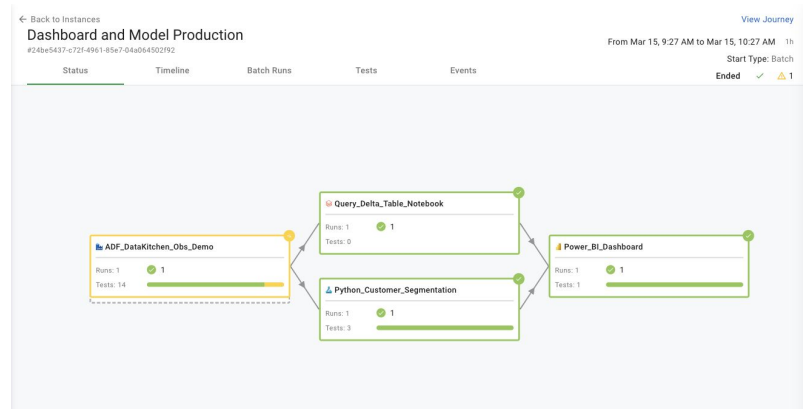 ← Back to Instances
View Journey
Dashboard and Model Production
#24be5437-c72f-4961-85e7-04a064502f92
From Mar 15, 9:27 AM to Mar 15, 10:27 AM 1h
Start Type: Batch
Ended 1
Status Timeline Batch Runs Tests Events
Query_Delta_Table_Notebook
Runs: 1 1
Tests: 0
ADF_DataKitchen_Obs_Demo
Runs: 1 1
Tests: 14
Power_BI_Dashboard
Runs: 1 1
Tests: 1
Python_Customer_Segmentation
Runs: 1 1
Tests: 3